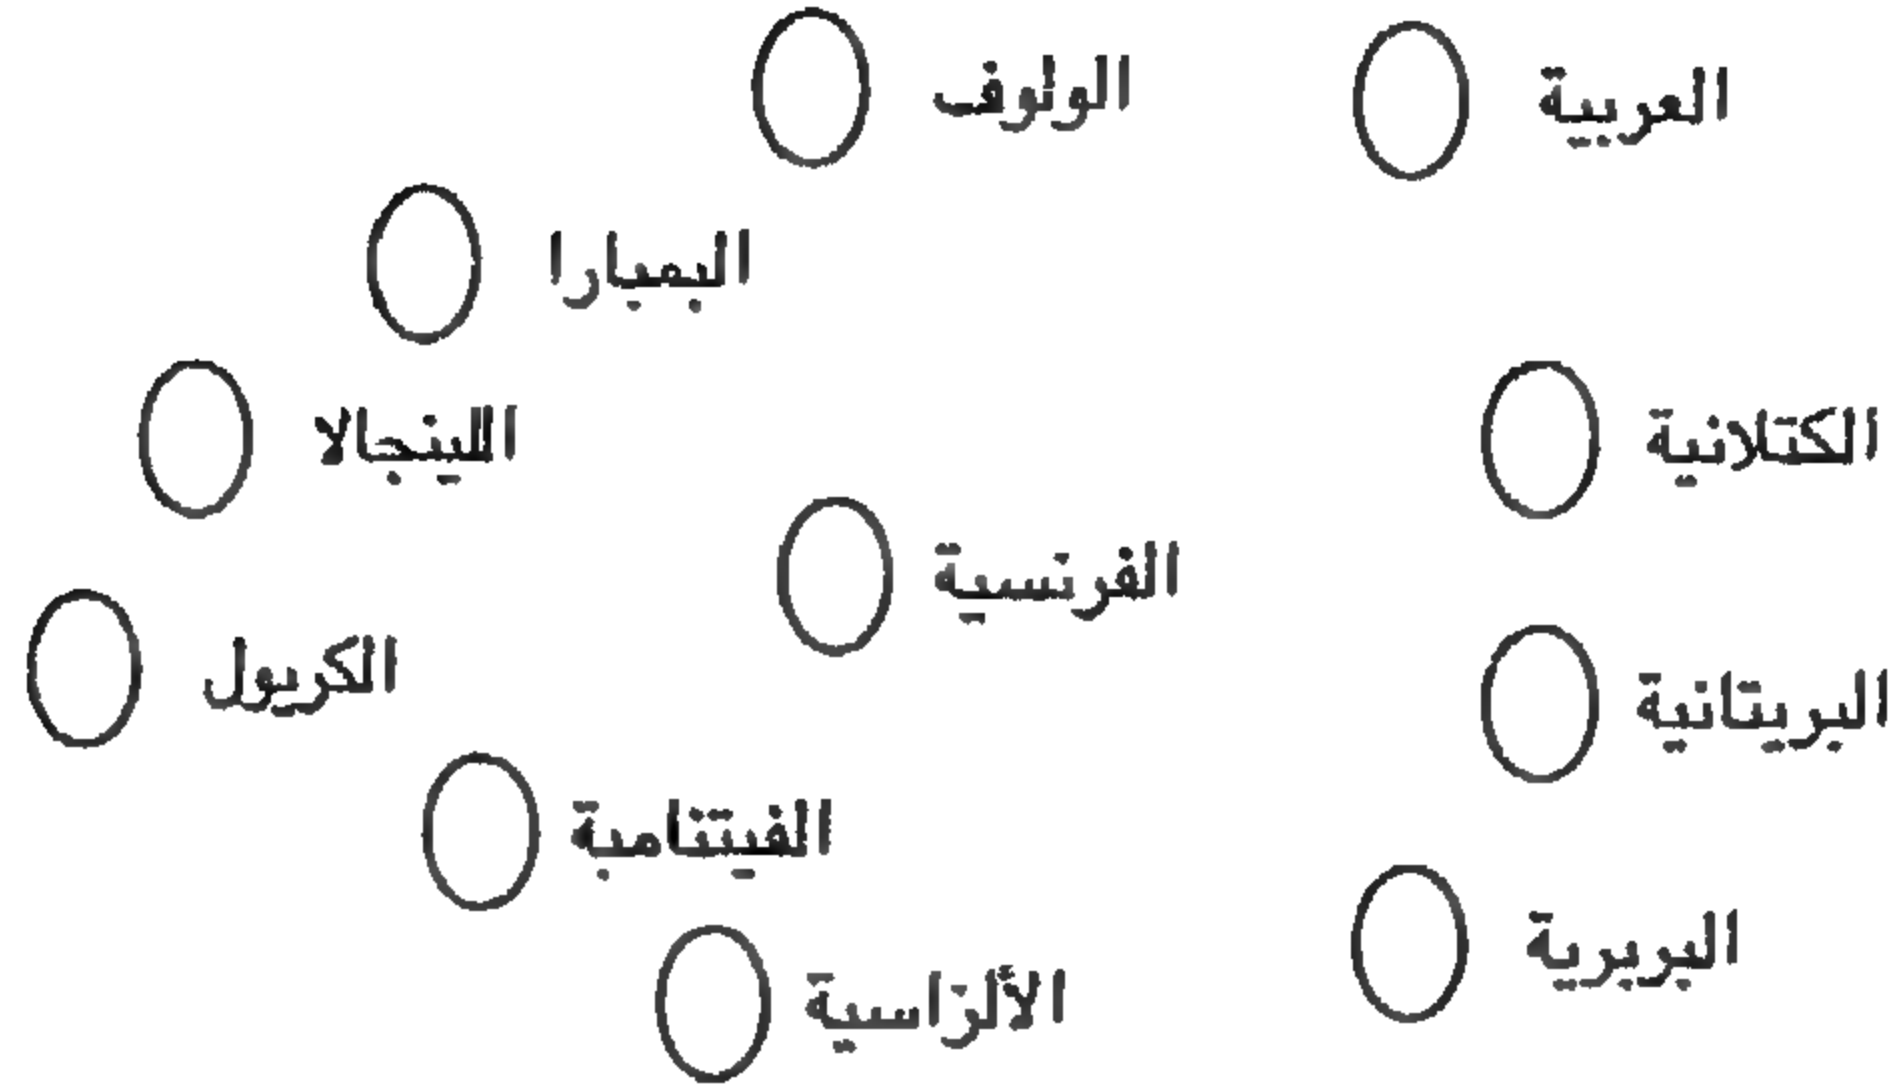 العربية
الولوف
البمبارا
اللينجالا
الكتلانية
الفرنسية
الكريول
البريتانية
الفيتنامية
البربرية
الألزاسية